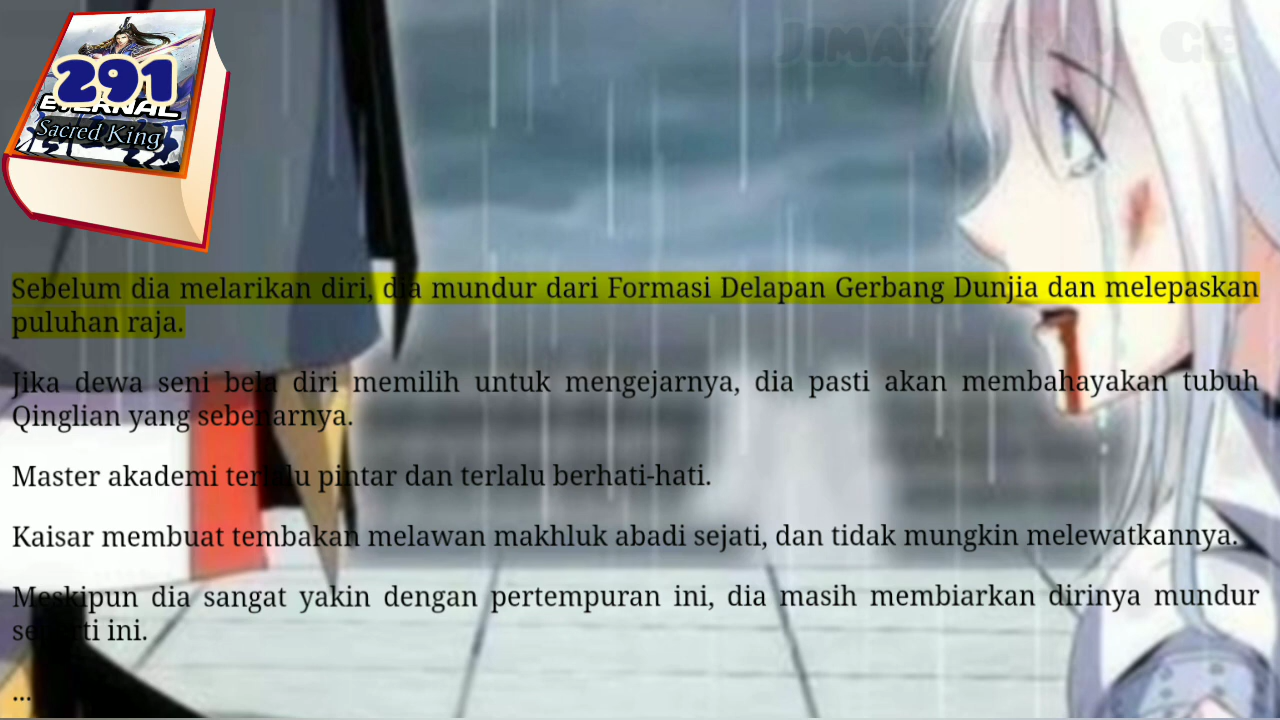 291
ETERNAL
Sacred King
Sebelum dia melarikan diri, dia mundur dari Formasi Delapan Gerbang Dunjia dan melepaskan
puluhan raja.
Jika dewa seni bela diri memilih untuk mengejarnya, dia pasti akan membahayakan tubuh
Qinglian yang sebenarnya.
Master akademi terlalu pintar dan terlalu berhati-hati.
Kaisar membuat tembakan melawan makhluk abadi sejati, dan tidak mungkin melewatkannya.
Meskipun dia sangat yakin dengan pertempuran ini, dia masih membiarkan dirinya mundur
seperti ini.
...